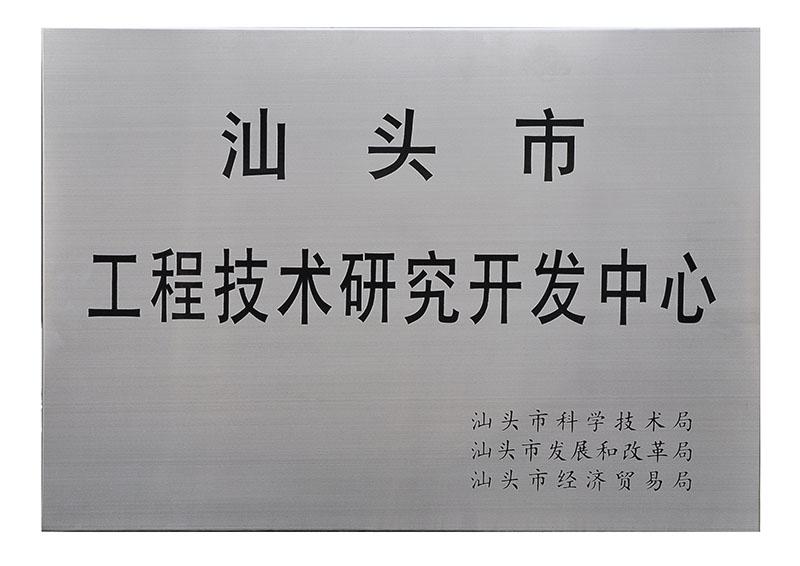 汕头市
工程技术研究开发中心
汕头市科学技术局
汕头市发展和改革局
汕头市经济贸易局